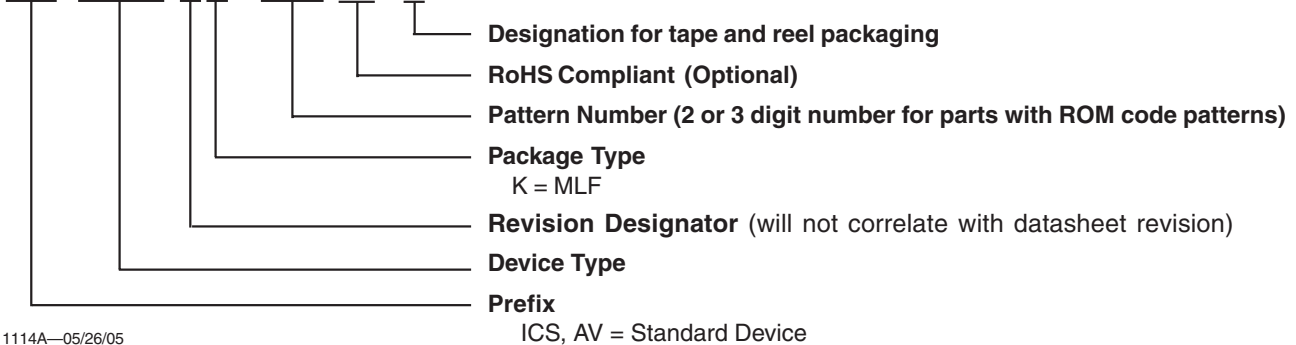 Designation for tape and reel packaging
RoHS Compliant (Optional)
Pattern Number (2 or 3 digit number for parts with ROM code patterns)
Package Type
K = MLF
Revision Designator (will not correlate with datasheet revision)
Device Type
Prefix
ICS, AV = Standard Device
1114A—05/26/05